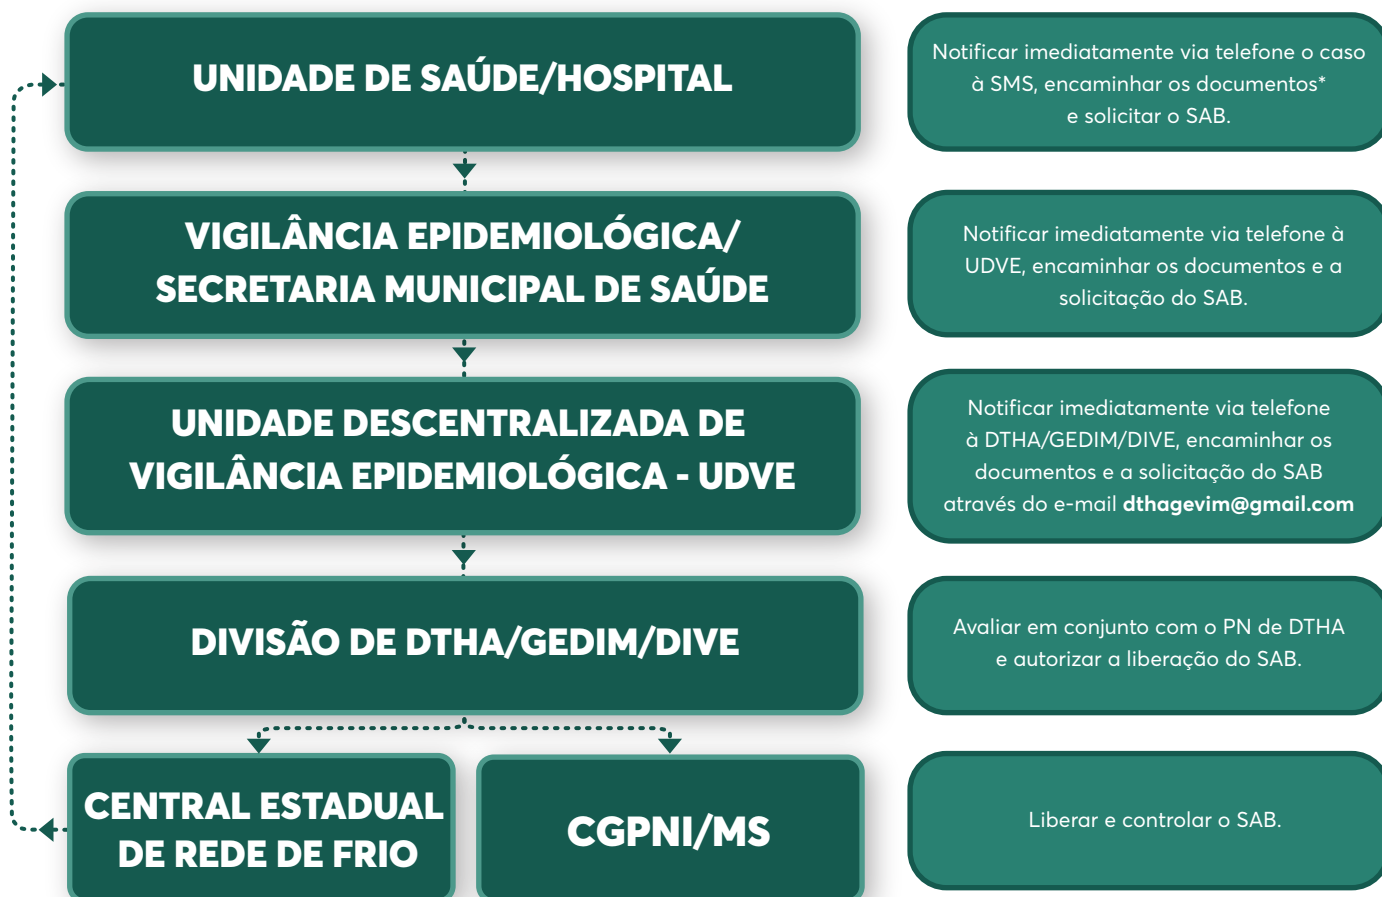 UNIDADE DE SAÚDE/HOSPITAL
Notificar imediatamente via telefone o caso
à SMS, encaminhar os documentos*
e solicitar o SAB.
VIGILÂNCIA EPIDEMIOLÓGICA/
SECRETARIA MUNICIPAL DE SAÚDE
Notificar imediatamente via telefone à
UDVE, encaminhar os documentos e a
solicitação do SAB.
UNIDADE DESCENTRALIZADA DE
VIGILÂNCIA EPIDEMIOLÓGICA - UDVE
Notificar imediatamente via telefone
à DTHA/GEDIM/DIVE, encaminhar os
documentos e a solicitação do SAB
através do e-mail dthagevim@gmail.com
DIVISÃO DE DTHA/GEDIM/DIVE
Avaliar em conjunto com o PN de DTHA
e autorizar a liberação do SAB.
CENTRAL ESTADUAL
DE REDE DE FRIO
CGPNI/MS
Liberar e controlar o SAB.